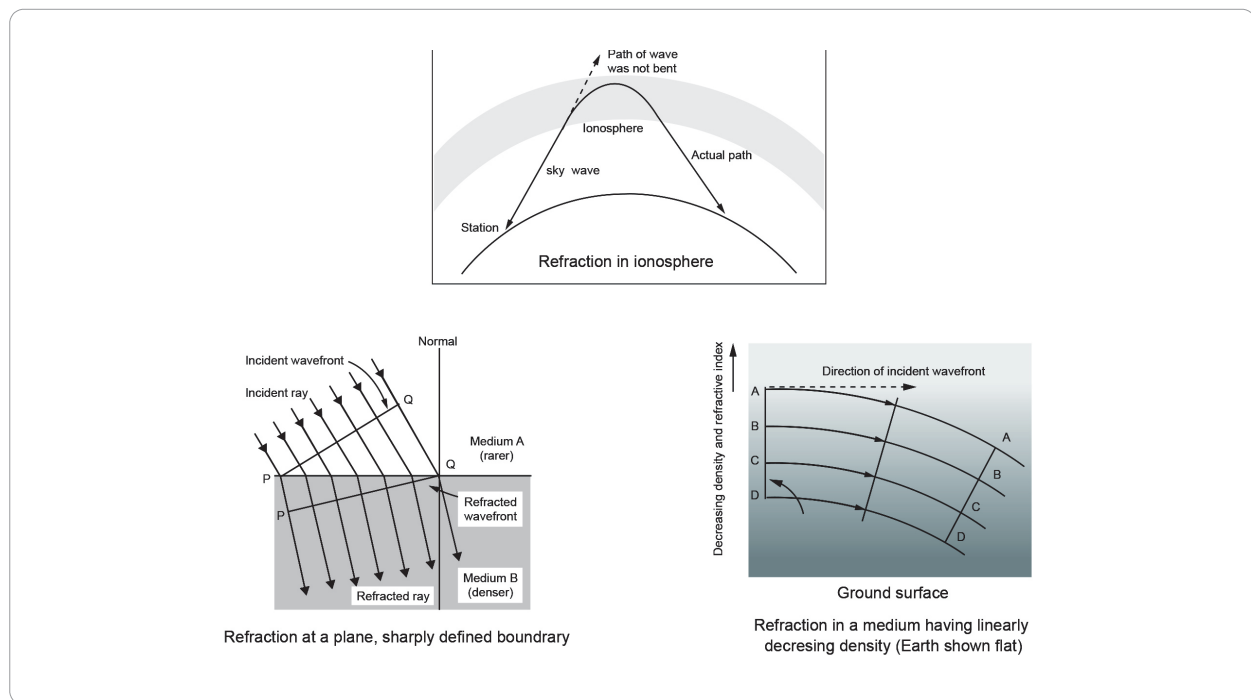 Path of wave
was not bent
Ionosphere
Actual path
sky wave
Station
Refraction in ionosphere
Normal
Incident wavefront
Incident ray
Q
Medium A
(rarer)
Q
P
P
Refracted
wavefront
Medium B
(denser)
Refracted ray
Refraction at a plane, sharply defined boundrary
Decreasing density and refractive index
Direction of incident wavefront
A
B
C
D
A
B
C
D
Ground surface
Refraction in a medium having linearly
decresing density (Earth shown flat)